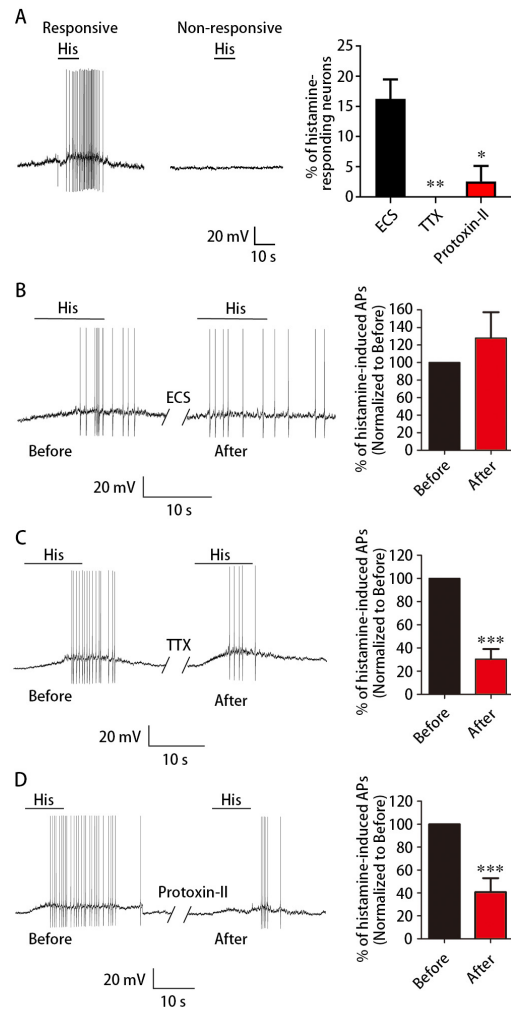 A
Responsive
Non-responsive
His
His
20 mV
10 s
% of histamine-
responding neurons
25
20
15
10
5
0
**
*
ECS
TTX
Protoxin-II
B
His
His
ECS
Before
After
20 mV
10 s
% of histamine-induced APs
(Normalized to Before)
160
140
120
100
80
60
40
20
0
Before
After
C
His
His
TTX
Before
After
20 mV
10 s
% of histamine-induced APs
(Normalized to Before)
120
100
80
60
40
20
0
***
Before
After
D
His
His
Protoxin-II
Before
After
20 mV
10 s
% of histamine-induced APs
(Normalized to Before)
120
100
80
60
40
20
0
***
Before
After